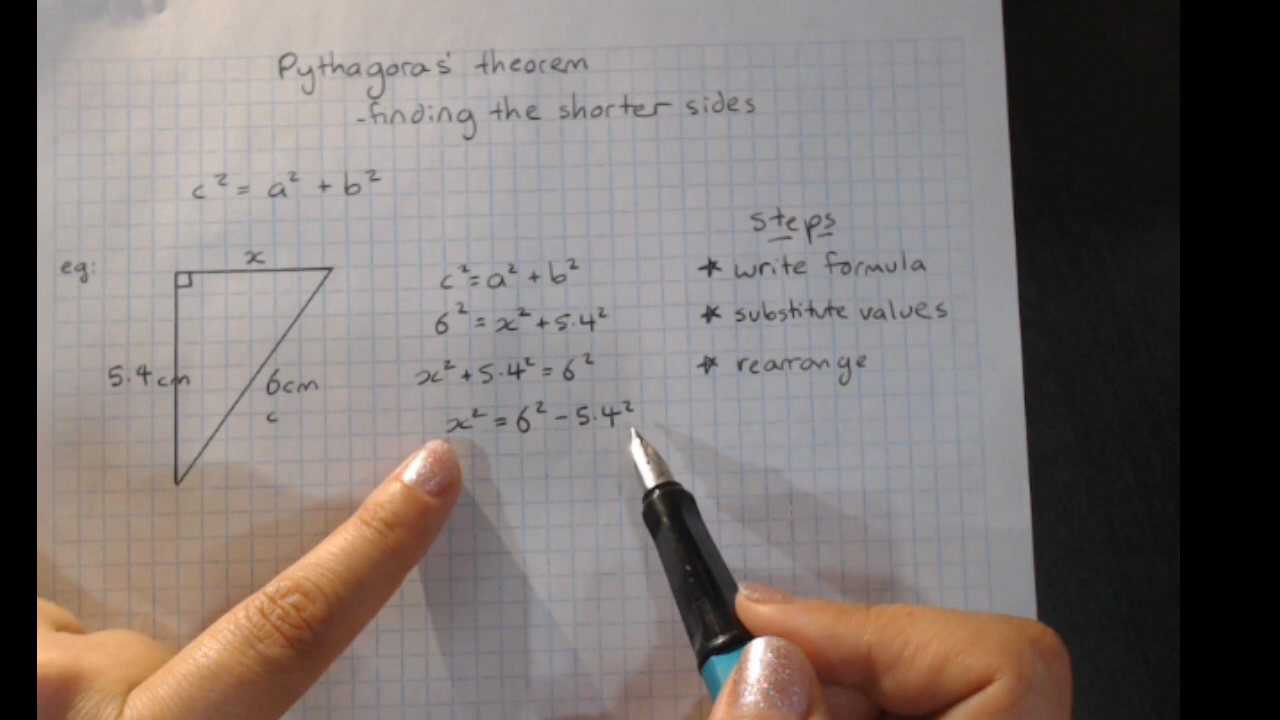 Pythagoras' theorem
-finding the shorter sides
c² = a² + b²
eg:
x
5.4cm
6cm
c
c² = a² + b²
6² = x² + 5.4²
x² + 5.4² = 6²
x² = 6² - 5.4²
steps
* write formula
* substitute values
* rearrange